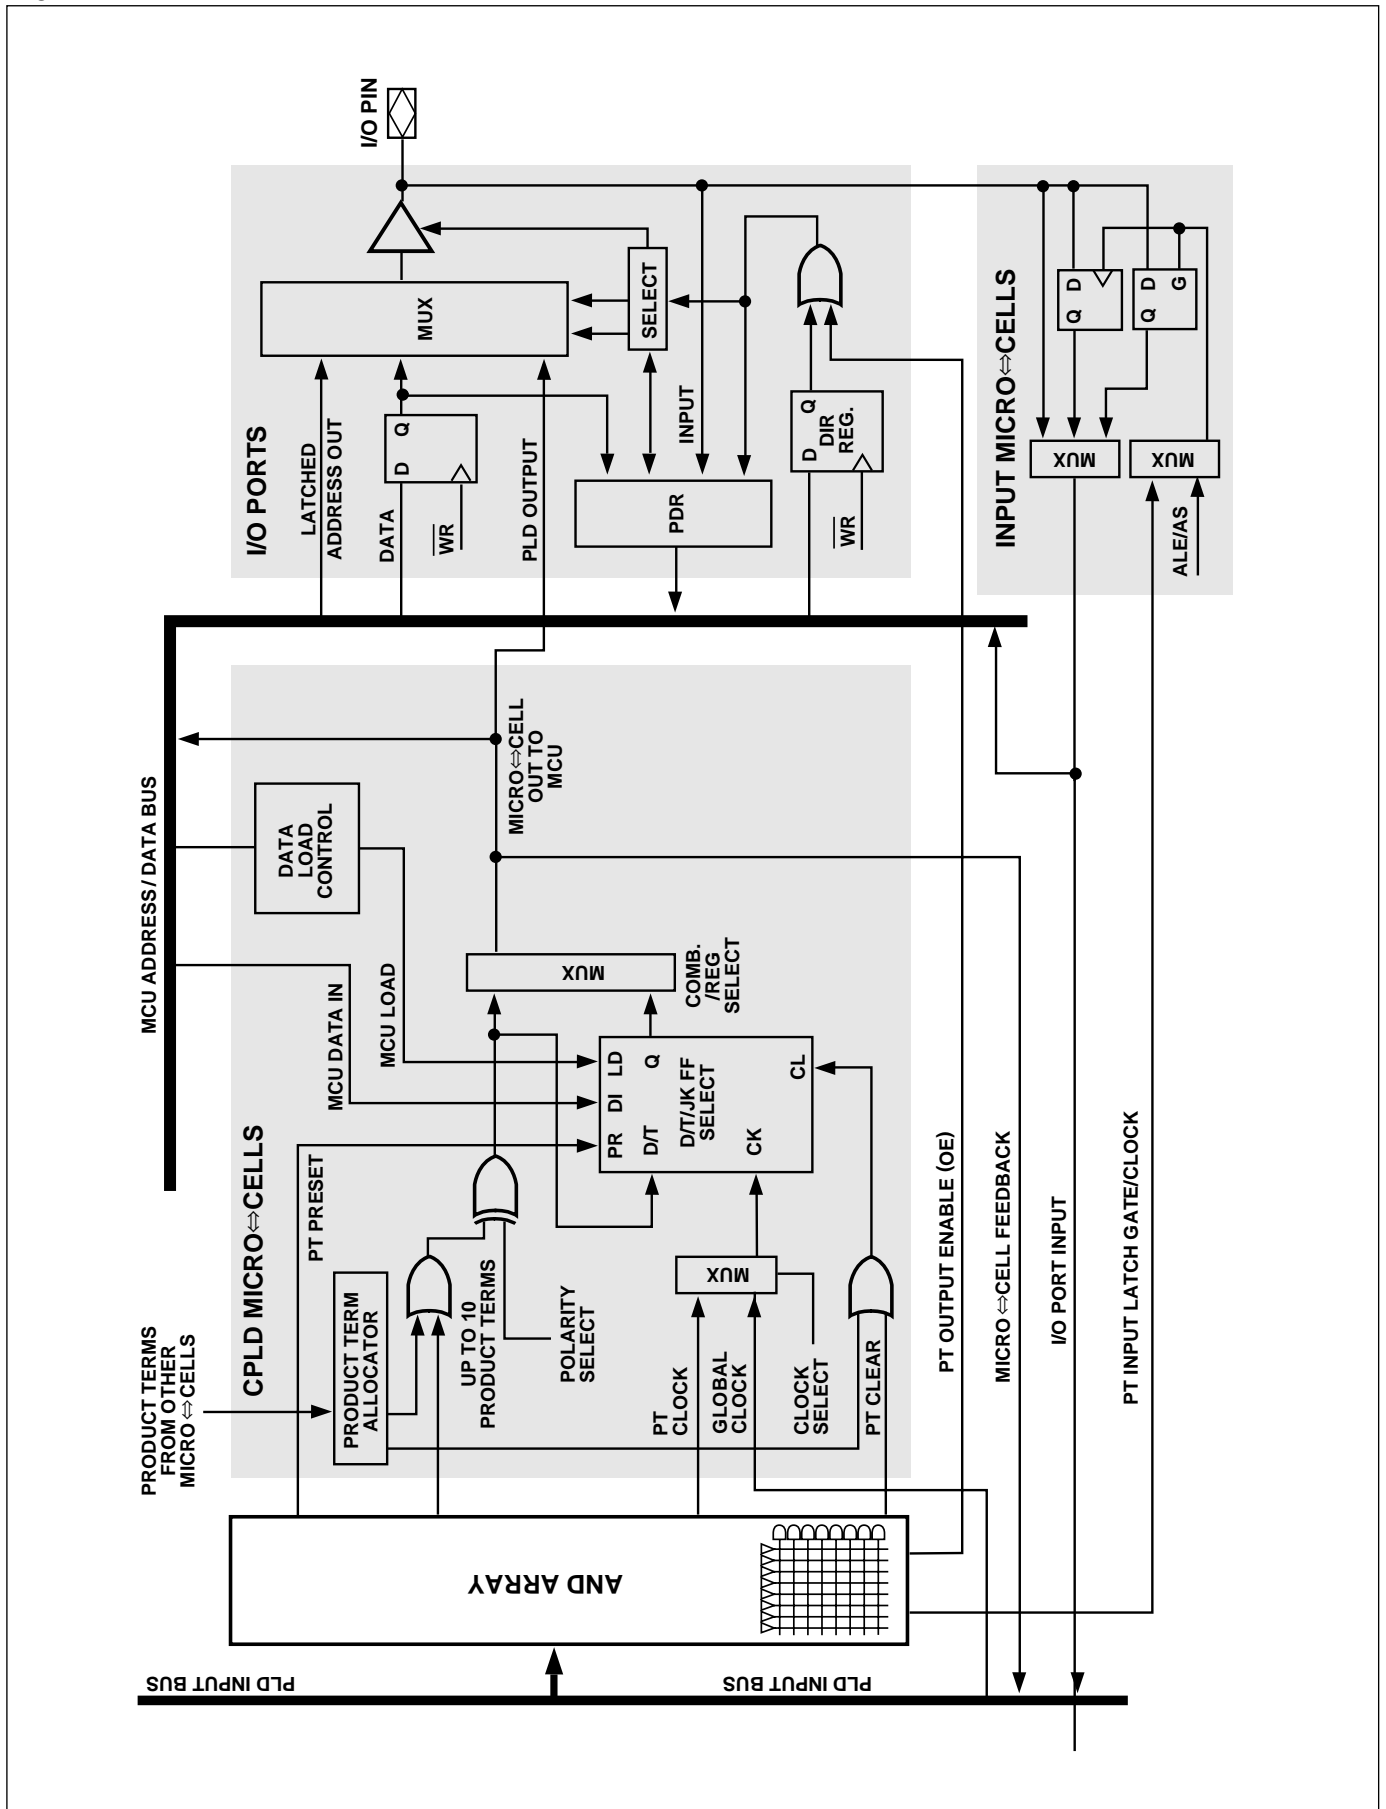 PRODUCT TERMS
FROM OTHER
MICRO⇔CELLS
MCU ADDRESS / DATA BUS
PLD INPUT BUS
PLD INPUT BUS
AND ARRAY
CPLD MICRO⇔CELLS
PRODUCT TERM
ALLOCATOR
PT PRESET
MCU DATA IN
MCU LOAD
DATA
LOAD
CONTROL
UP TO 10
PRODUCT TERMS
POLARITY
SELECT
PT
CLOCK
GLOBAL
CLOCK
CLOCK
SELECT
PT CLEAR
MUX
PR
DI
LD
D/T
Q
D/T/JK FF
SELECT
CK
CL
MUX
COMB.
/REG
SELECT
MICRO⇔CELL
OUT TO
MCU
PT OUTPUT ENABLE (OE)
MICRO⇔CELL FEEDBACK
I/O PORT INPUT
PT INPUT LATCH GATE/CLOCK
I/O PORTS
LATCHED
ADDRESS OUT
DATA
WR
D
Q
PLD OUTPUT
MUX
SELECT
INPUT
PDR
WR
D
Q
DIR
REG.
I/O PIN
INPUT MICRO⇔CELLS
MUX
MUX
ALE/AS
Q
D
Q
D
G